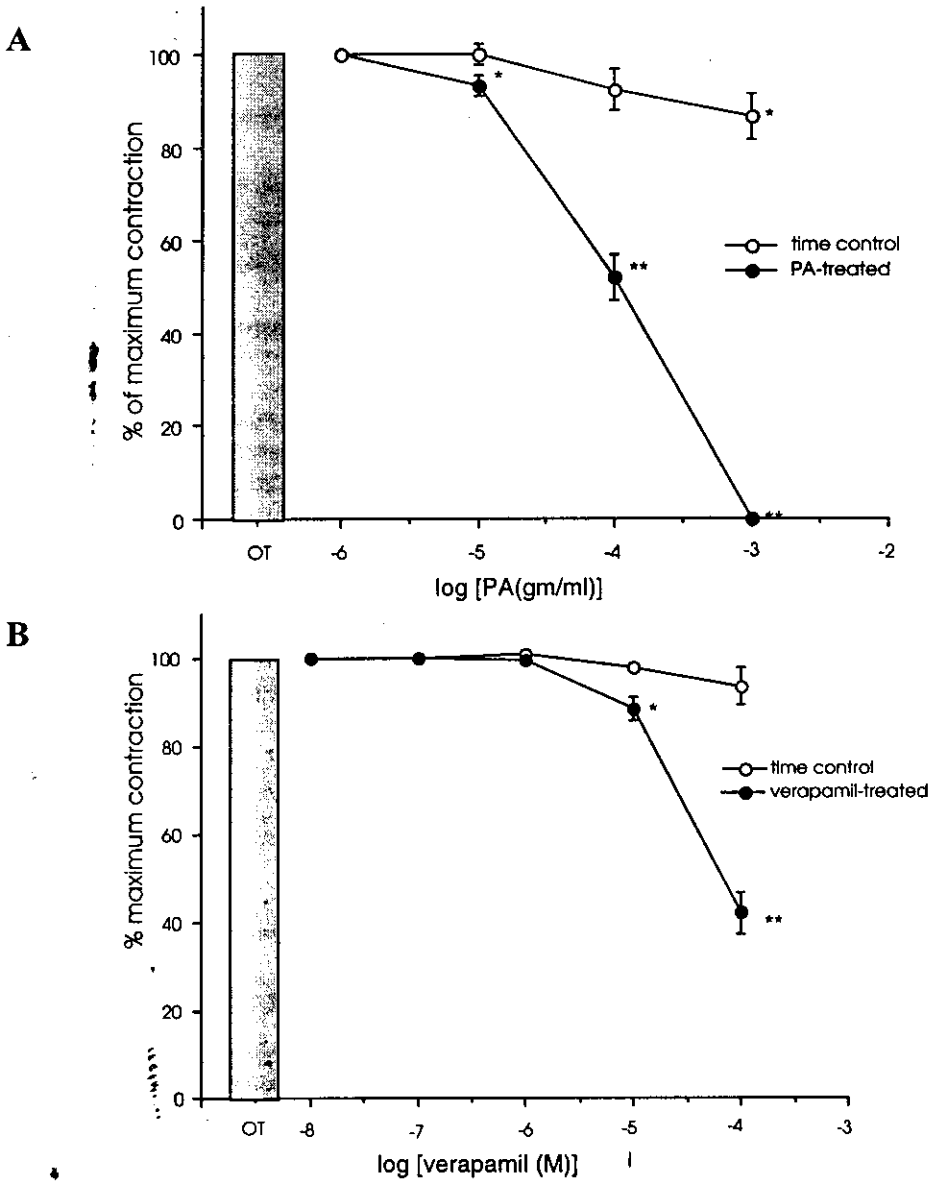 A
% of maximum contraction
100
80
60
40
20
0
time control
PA-treated
*
*
**
**
OT
-6
-5
-4
-3
-2
log [PA(gm/ml)]
B
% maximum contraction
100
80
60
40
20
0
time control
verapamil-treated
*
**
OT
-8
-7
-6
-5
-4
-3
log [verapamil (M)]